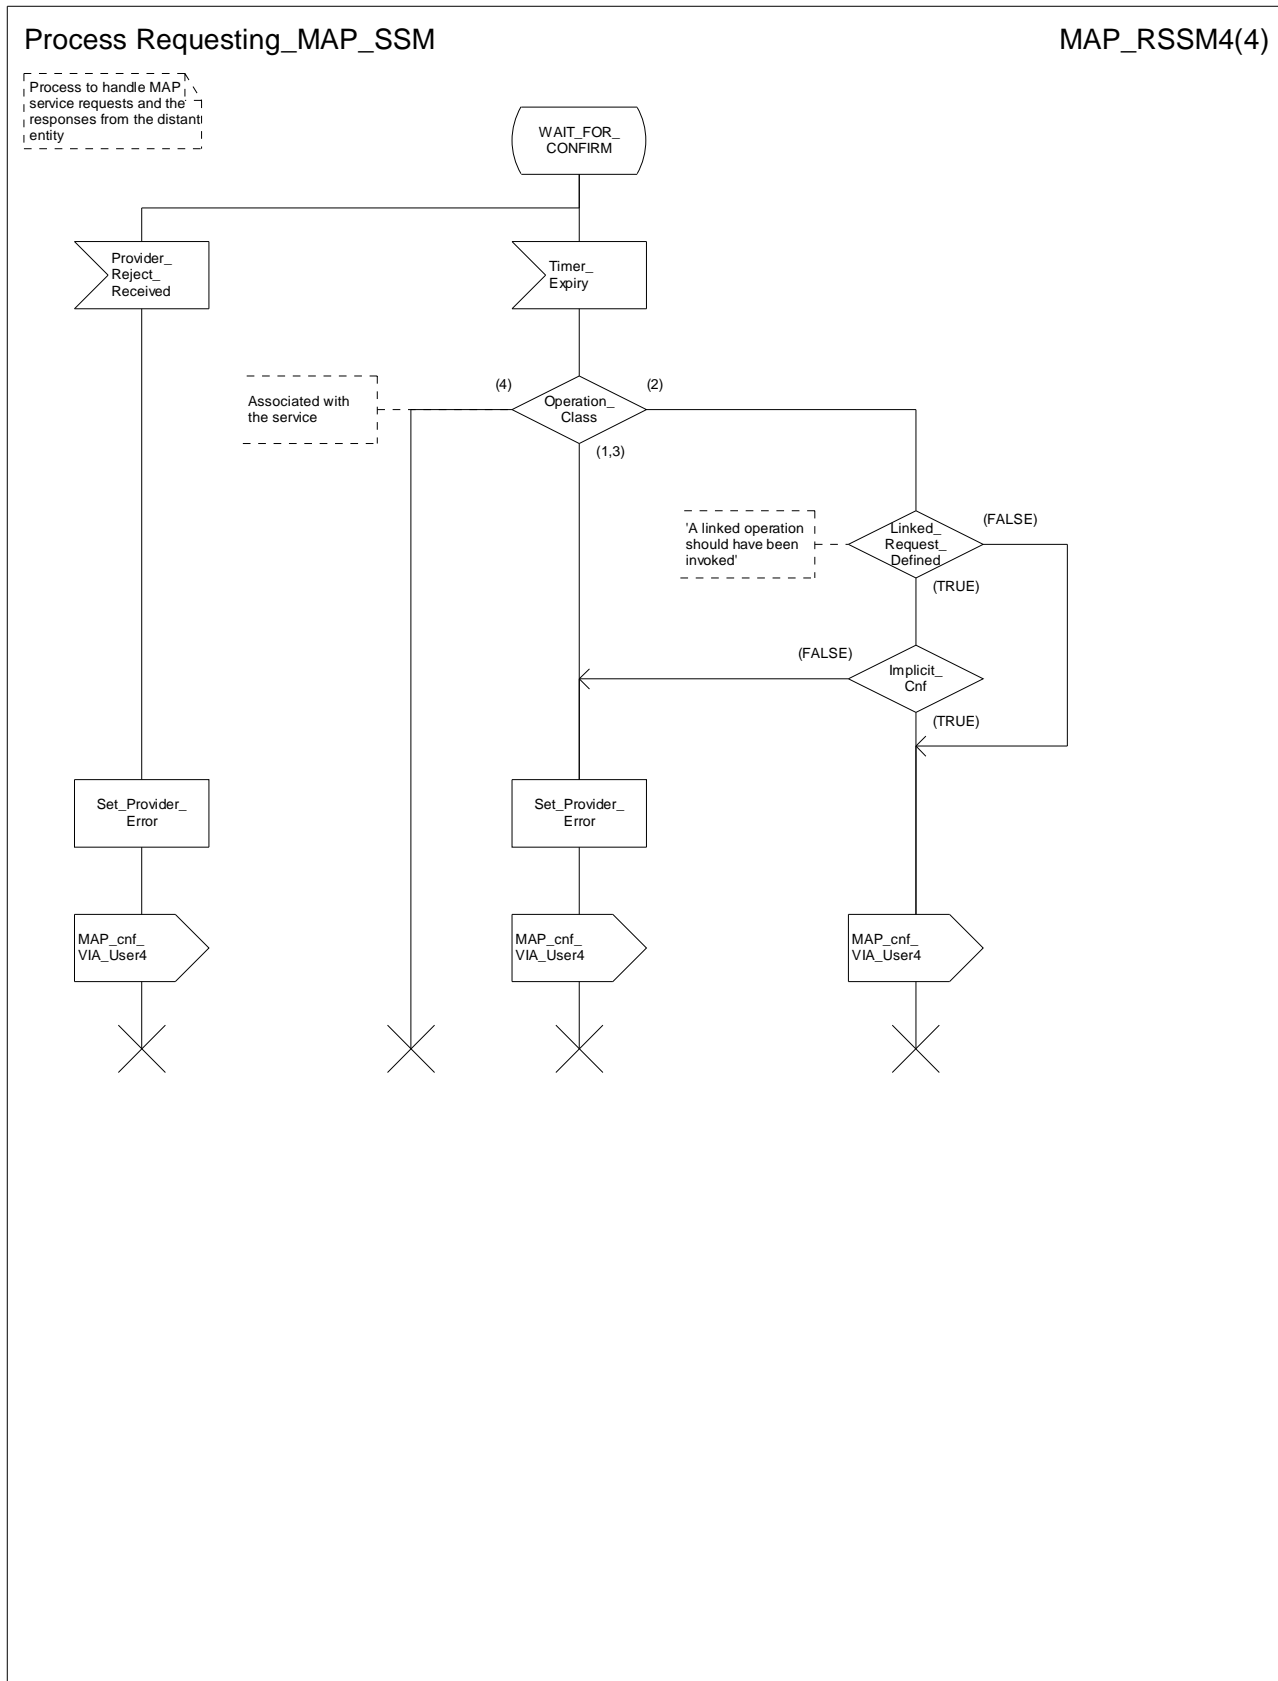 Process Requesting_MAP_SSM
MAP_RSSM4(4)
Process to handle MAP
service requests and the
responses from the distant
entity
WAIT_FOR_
CONFIRM
Provider_
Reject_
Received
Timer_
Expiry
Associated with
the service
(4)
Operation_
Class
(2)
(1,3)
'A linked operation
should have been
invoked'
Linked_
Request_
Defined
(FALSE)
(TRUE)
(FALSE)
Implicit_
Cnf
(TRUE)
Set_Provider_
Error
Set_Provider_
Error
MAP_cnf_
VIA_User4
MAP_cnf_
VIA_User4
MAP_cnf_
VIA_User4